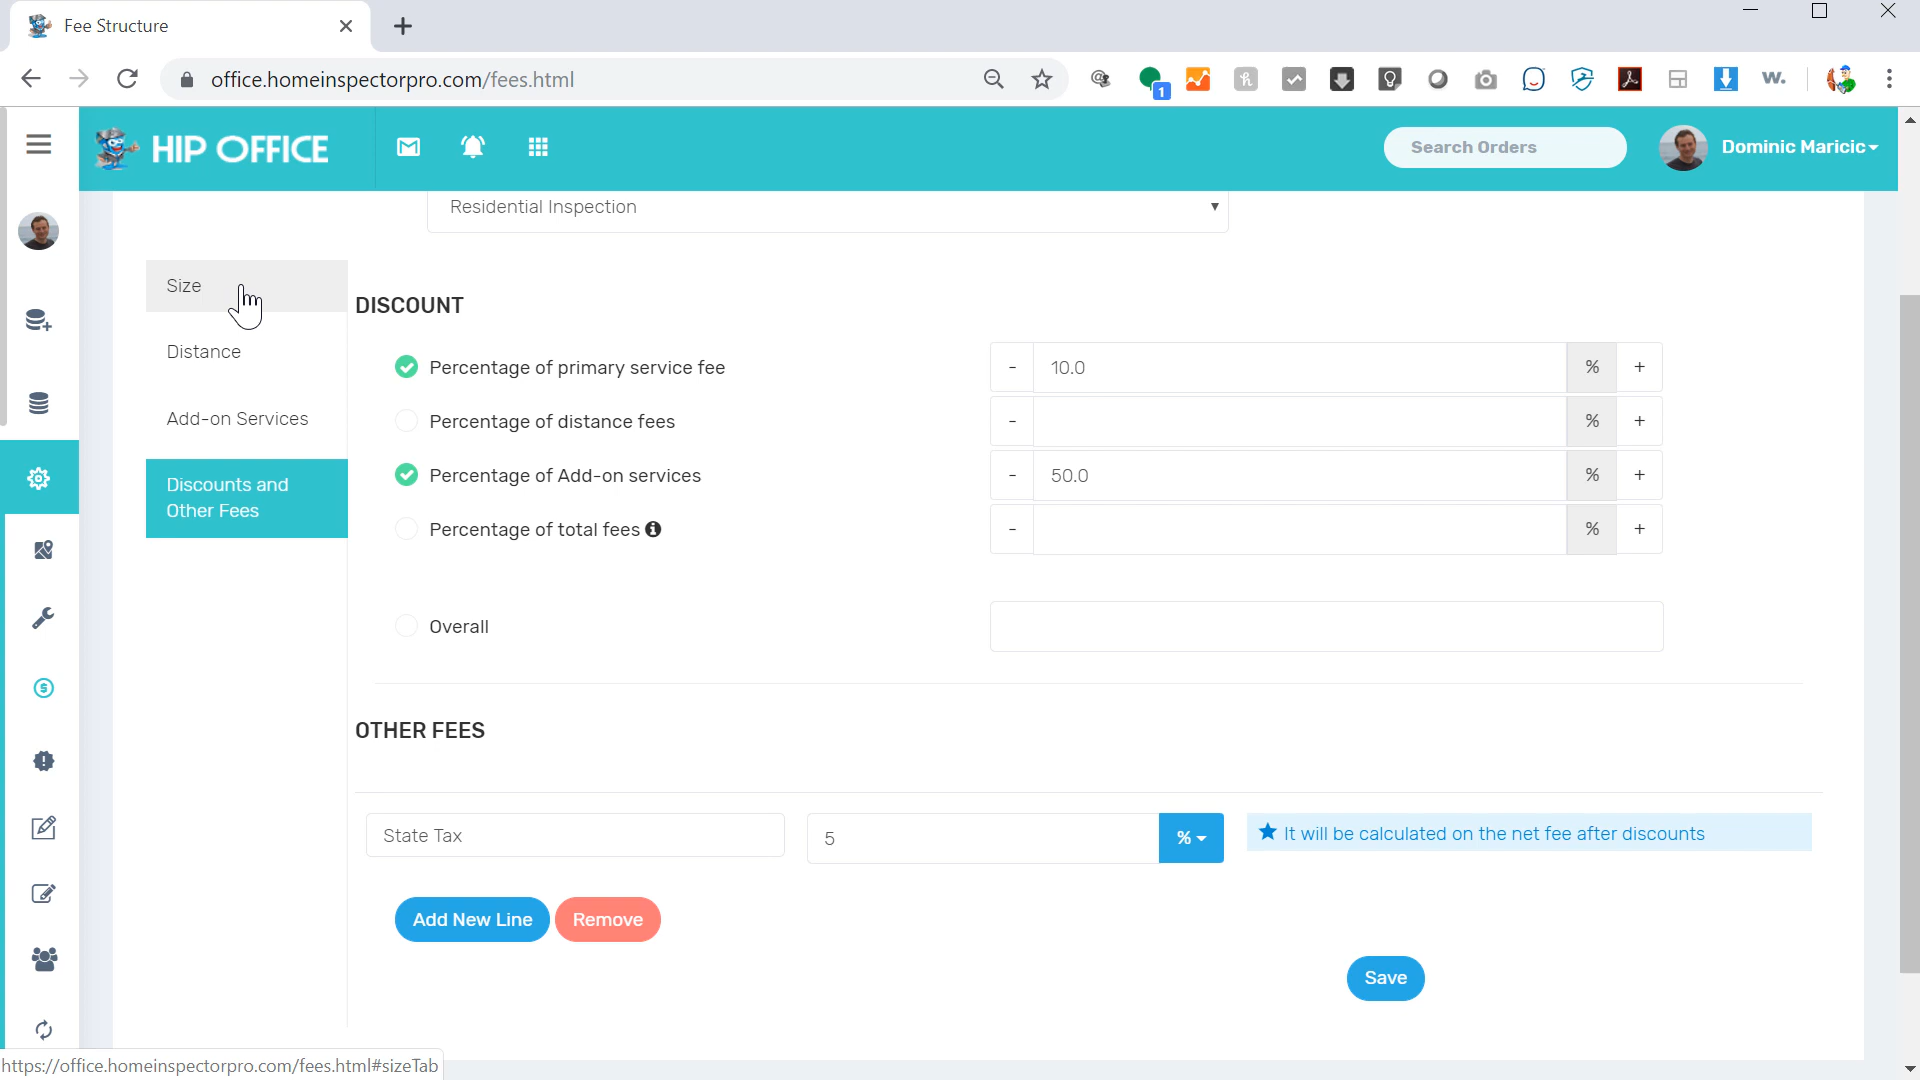 Fee Structure
office.homeinspectorpro.com/fees.html
1
W.
HIP OFFICE
Search Orders
Dominic Maricic
Residential Inspection
Size
Distance
Add-on Services
Discounts and
Other Fees
DISCOUNT
Percentage of primary service fee
- 10.0 % +
Percentage of distance fees
- % +
Percentage of Add-on services
- 50.0 % +
Percentage of total fees
- % +
Overall
OTHER FEES
State Tax
5
%
It will be calculated on the net fee after discounts
Add New Line
Remove
Save
https://office.homeinspectorpro.com/fees.html#sizeTab